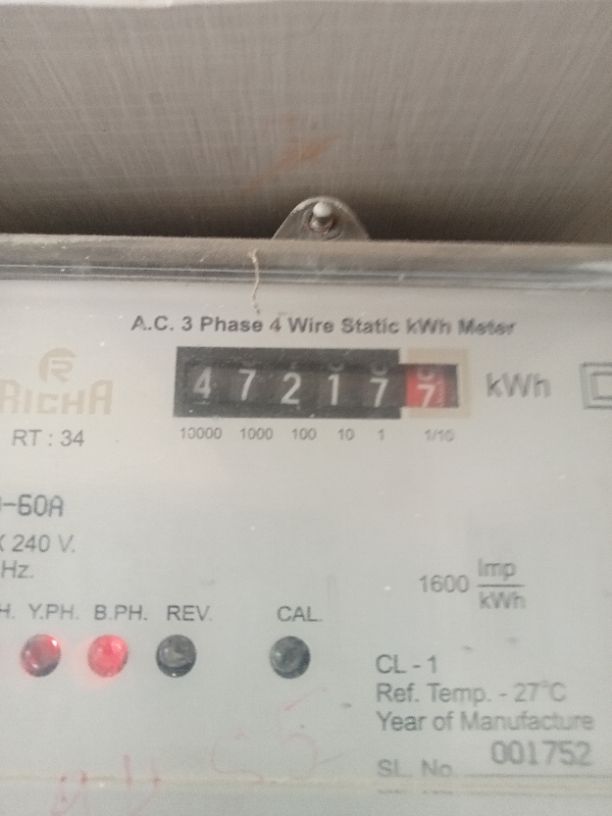 A.C. 3 Phase 4 Wire Static kWh Meter
4 7 2 1 7 7 kWh
10000 1000 100 10 1 1/10
RICHA
RT : 34
-60A
240 V.
Hz.
1600 Imp
kWh
H. Y.PH. B.PH. REV. CAL.
CL - 1
Ref. Temp. - 27°C
Year of Manufacture
001752
SL. No.